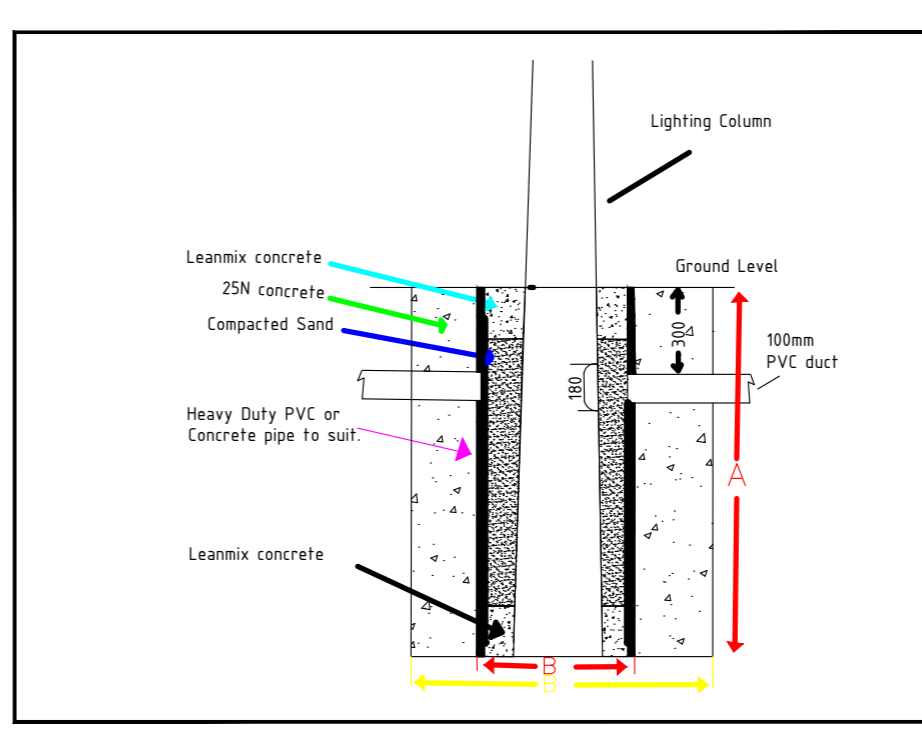 Lighting Column
Leanmix concrete
Ground Level
25N concrete
Compacted Sand
300
100mm
PVC duct
180
Heavy Duty PVC or
Concrete pipe to suit.
A
Leanmix concrete
B
B